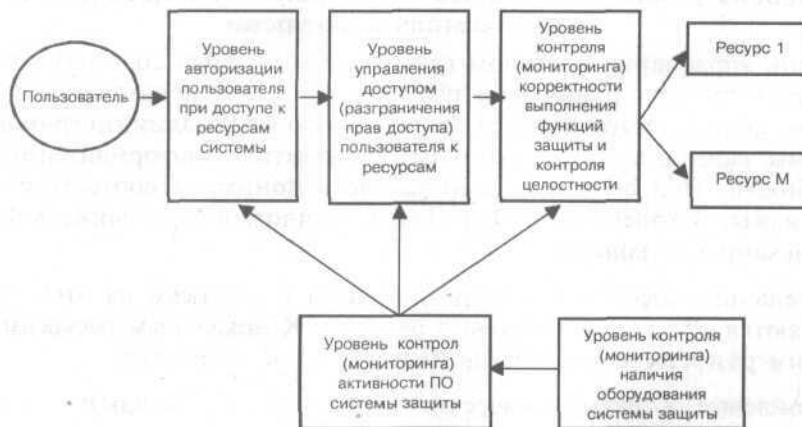 Пользователь
Уровень
авторизации
пользователя
при доступе к
ресурсам
системы
Уровень
управления
доступом
(разграничения
прав доступа)
пользователя к
ресурсам
Уровень
контроля
(мониторинга)
корректности
выполнения
функций
защиты и
контроля
целостности
Ресурс 1
Ресурс М
Уровень контрол
(мониторинга)
активности ПО
системы защиты
Уровень контроля
(мониторинга)
наличия
оборудования
системы защиты